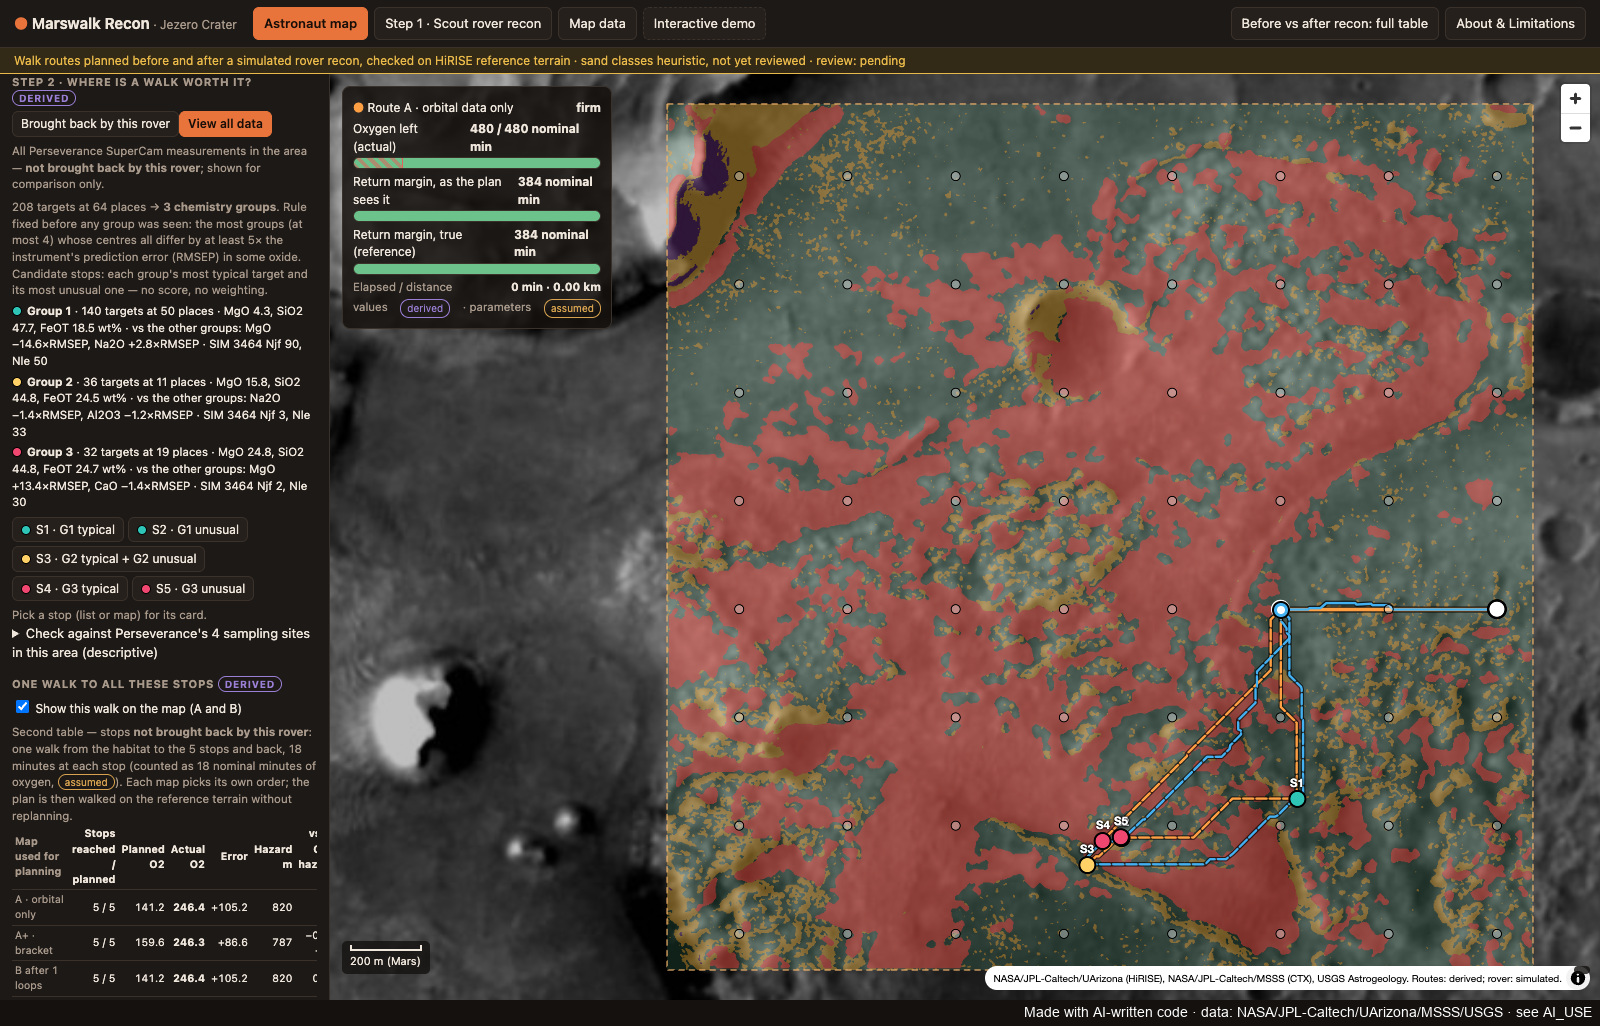 Marswalk Recon · Jezero Crater
Astronaut map
Step 1 · Scout rover recon
Map data
Interactive demo
Before vs after recon: full table
About & Limitations
Walk routes planned before and after a simulated rover recon, checked on HiRISE reference terrain · sand classes heuristic, not yet reviewed · review: pending
STEP 2 · WHERE IS A WALK WORTH IT?
DERIVED
Brought back by this rover
View all data
All Perseverance SuperCam measurements in the area
— not brought back by this rover; shown for
comparison only.
208 targets at 64 places → 3 chemistry groups. Rule
fixed before any group was seen: the most groups (at
most 4) whose centres all differ by at least 5× the
instrument's prediction error (RMSEP) in some oxide.
Candidate stops: each group's most typical target and
its most unusual one — no score, no weighting.
Group 1 · 140 targets at 50 places · MgO 4.3, SiO2
47.7, FeOT 18.5 wt% · vs the other groups: MgO
−14.6×RMSEP, Na2O +2.8×RMSEP · SIM 3464 Njf 90,
Nle 50
Group 2 · 36 targets at 11 places · MgO 15.8, SiO2
44.8, FeOT 24.5 wt% · vs the other groups: Na2O
−1.4×RMSEP, Al2O3 −1.2×RMSEP · SIM 3464 Njf 3, Nle
33
Group 3 · 32 targets at 19 places · MgO 24.8, SiO2
44.8, FeOT 24.7 wt% · vs the other groups: MgO
+13.4×RMSEP, CaO −1.4×RMSEP · SIM 3464 Njf 2, Nle
30
S1 · G1 typical
S2 · G1 unusual
S3 · G2 typical + G2 unusual
S4 · G3 typical
S5 · G3 unusual
Pick a stop (list or map) for its card.
Check against Perseverance's 4 sampling sites
in this area (descriptive)
ONE WALK TO ALL THESE STOPS DERIVED
Show this walk on the map (A and B)
Second table — stops not brought back by this rover:
one walk from the habitat to the 5 stops and back, 18
minutes at each stop (counted as 18 nominal minutes of
oxygen, assumed). Each map picks its own order; the
plan is then walked on the reference terrain without
replanning.
Map used for planning
Stops reached / planned
Planned O2
Actual O2
Error
Hazard m
A · orbital only 5 / 5 141.2 246.4 +105.2 820
A+ · bracket 5 / 5 159.6 246.3 +86.6 787
B after 1 loops 5 / 5 141.2 246.4 +105.2 820
Route A · orbital data only firm
Oxygen left (actual) 480 / 480 nominal min
Return margin, as the plan sees it 384 nominal min
Return margin, true (reference) 384 nominal min
Elapsed / distance 0 min · 0.00 km
values derived · parameters assumed
+
−
S1
S4
S5
S3
200 m (Mars)
NASA/JPL-Caltech/UArizona (HiRISE), NASA/JPL-Caltech/MSSS (CTX), USGS Astrogeology. Routes: derived; rover: simulated.
Made with AI-written code · data: NASA/JPL-Caltech/UArizona/MSSS/USGS · see AI_USE